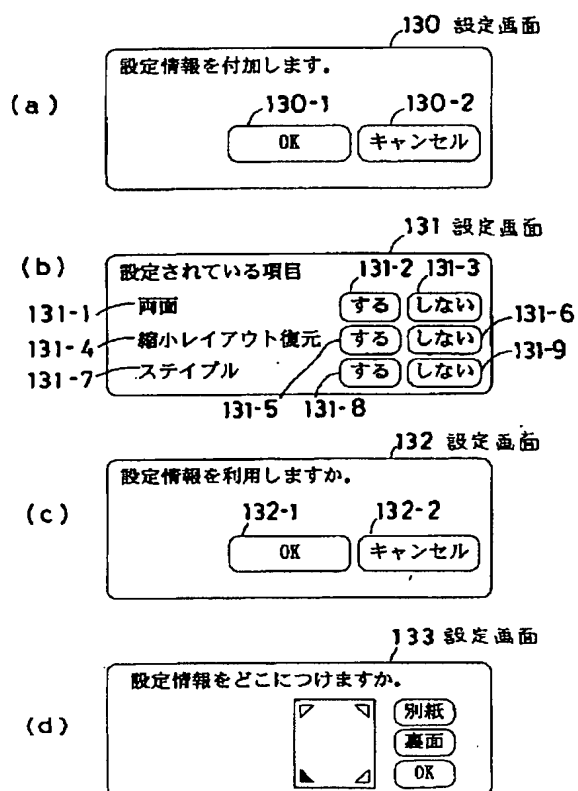 130 設定画面
(a)
設定情報を付加します。
130-1 130-2
OK キャンセル
131 設定画面
(b)
設定されている項目 131-2 131-3
131-1 両面 する しない
131-4 縮小レイアウト復元 する しない 131-6
131-7 ステイプル する しない 131-9
131-5 131-8
132 設定画面
(c)
設定情報を利用しますか。
132-1 132-2
OK キャンセル
133 設定画面
(d)
設定情報をどこにつけますか。
別紙
裏面
OK